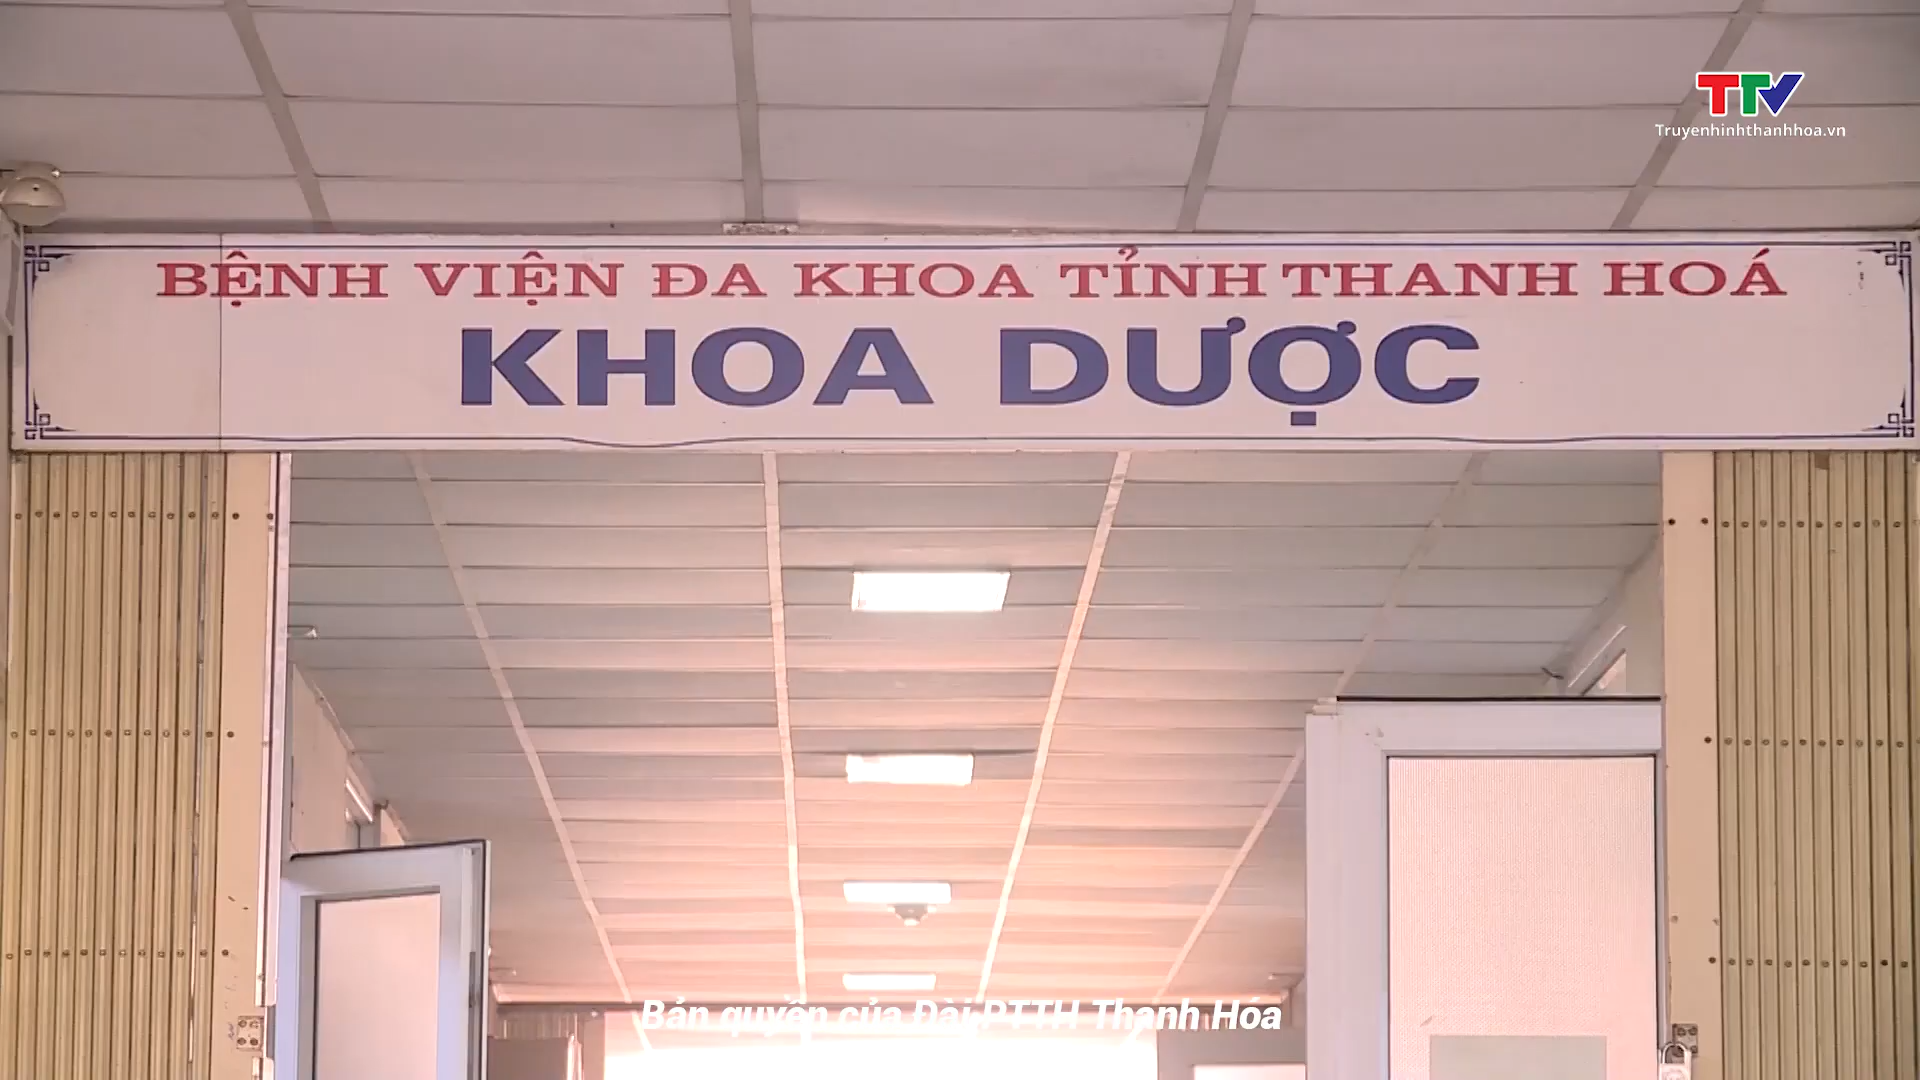 TTV
Truyenhinhthanhhoa.vn
BỆNH VIỆN ĐA KHOA TỈNH THANH HOÁ
KHOA DƯỢC
Bản quyền của Đài PTTH Thanh Hóa